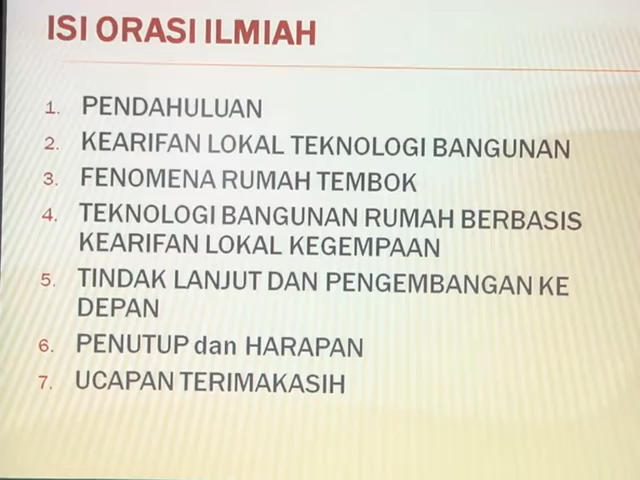 ISI ORASI ILMIAH
1. PENDAHULUAN
2. KEARIFAN LOKAL TEKNOLOGI BANGUNAN
3. FENOMENA RUMAH TEMBOK
4. TEKNOLOGI BANGUNAN RUMAH BERBASIS
KEARIFAN LOKAL KEGEMPAAN
5. TINDAK LANJUT DAN PENGEMBANGAN KE
DEPAN
6. PENUTUP dan HARAPAN
7. UCAPAN TERIMAKASIH